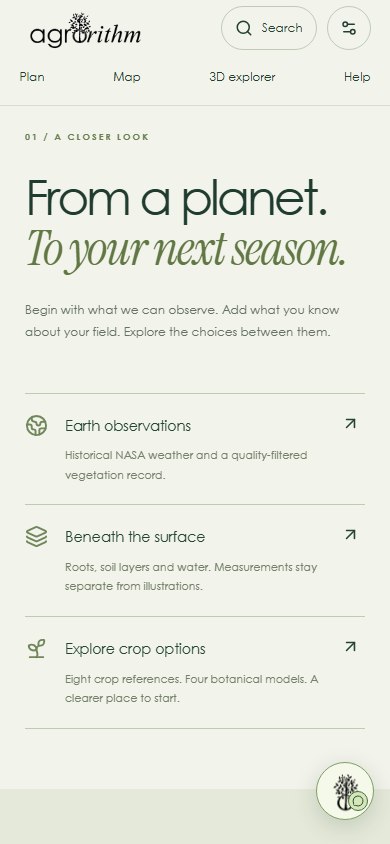 agrorithm
Search
Plan
Map
3D explorer
Help
01 / A CLOSER LOOK
From a planet.
To your next season.
Begin with what we can observe. Add what you know
about your field. Explore the choices between them.
Earth observations
Historical NASA weather and a quality-filtered
vegetation record.
Beneath the surface
Roots, soil layers and water. Measurements stay
separate from illustrations.
Explore crop options
Eight crop references. Four botanical models. A
clearer place to start.